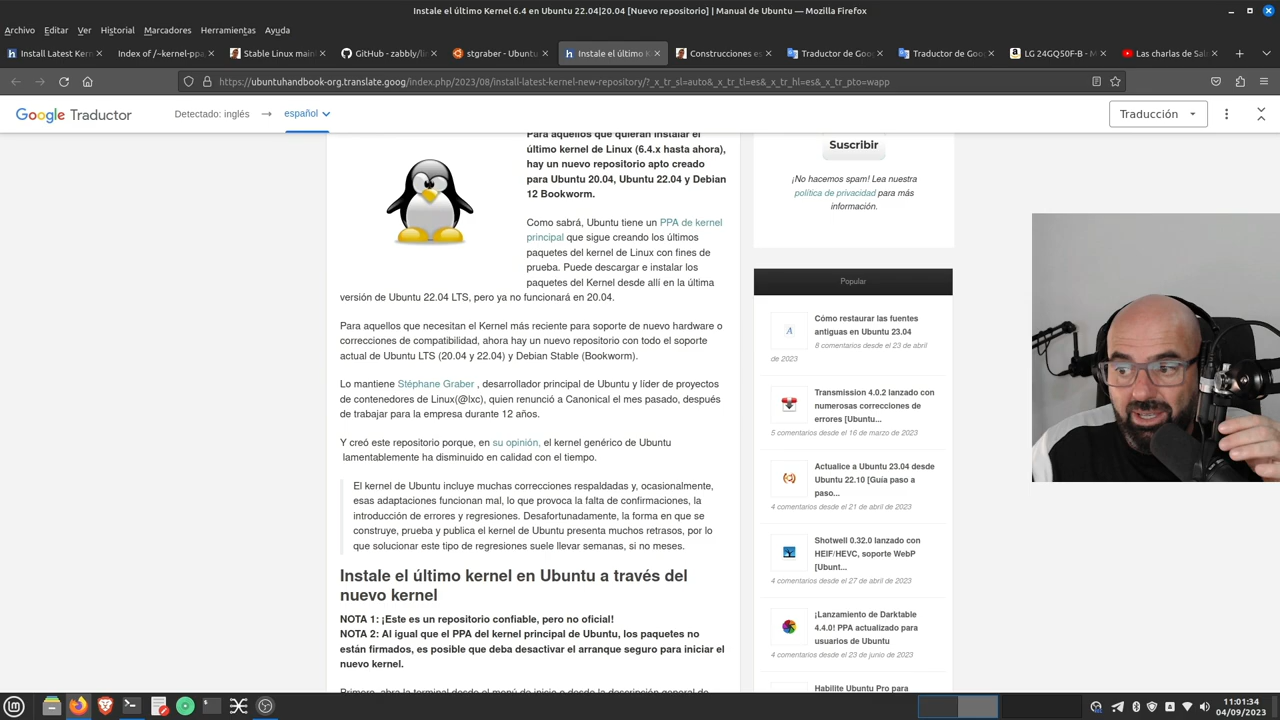 Instale el último Kernel 6.4 en Ubuntu 22.04|20.04 (nuevo repositorio) | Manual de Ubuntu — Mozilla Firefox
Archivo Editar Ver Historial Marcadores Herramientas Ayuda
Install Latest Kern
Index of /~kernel-pp
Stable Linux main
GitHub - zabbly/li
stgraber - Ubuntu
Instale el último K
Construcciones es
Traductor de Goo
Traductor de Goo
LG 24GQ50F-B - M
Las charlas de Sal
https://ubuntuhandbook-org.translate.goog/index.php/2023/08/install-latest-kernel-new-repository/?_x_tr_sl=auto&_x_tr_tl=es&_x_tr_hl=es&_x_tr_pto=wapp
Google Traductor
Detectado: inglés → español
Traducción
Para aquellos que quieran instalar el
último kernel de Linux (6.4.x hasta ahora),
hay un nuevo repositorio apto creado
para Ubuntu 20.04, Ubuntu 22.04 y Debian
12 Bookworm.
Como sabrá, Ubuntu tiene un PPA de kernel
principal que sigue creando los últimos
paquetes del kernel de Linux con fines de
prueba. Puede descargar e instalar los
paquetes del Kernel desde allí en la última
versión de Ubuntu 22.04 LTS, pero ya no funcionará en 20.04.
Para aquellos que necesitan el Kernel más reciente para soporte de nuevo hardware o
correcciones de compatibilidad, ahora hay un nuevo repositorio con todo el soporte
actual de Ubuntu LTS (20.04 y 22.04) y Debian Stable (Bookworm).
Lo mantiene Stéphane Graber , desarrollador principal de Ubuntu y líder de proyectos
de contenedores de Linux(@lxc), quien renunció a Canonical el mes pasado, después
de trabajar para la empresa durante 12 años.
Y creó este repositorio porque, en su opinión, el kernel genérico de Ubuntu
lamentablemente ha disminuido en calidad con el tiempo.
El kernel de Ubuntu incluye muchas correcciones respaldadas y, ocasionalmente,
esas adaptaciones funcionan mal, lo que provoca la falta de confirmaciones, la
introducción de errores y regresiones. Desafortunadamente, la forma en que se
construye, prueba y publica el kernel de Ubuntu presenta muchos retrasos, por lo
que solucionar este tipo de regresiones suele llevar semanas, si no meses.
Instale el último kernel en Ubuntu a través del
nuevo kernel
NOTA 1: ¡Este es un repositorio confiable, pero no oficial!
NOTA 2: Al igual que el PPA del kernel principal de Ubuntu, los paquetes no
están firmados, es posible que deba desactivar el arranque seguro para iniciar el
nuevo kernel.
Primero, abra la terminal desde el menú de inicio o desde la descripción general de
Suscribir
¡No hacemos spam! Lea nuestra
política de privacidad para más
información.
Popular
Cómo restaurar las fuentes
antiguas en Ubuntu 23.04
8 comentarios desde el 23 de abril
de 2023
Transmission 4.0.2 lanzado con
numerosas correcciones de
errores [Ubuntu...
5 comentarios desde el 16 de marzo de 2023
Actualice a Ubuntu 23.04 desde
Ubuntu 22.10 [Guía paso a
paso...
4 comentarios desde el 21 de abril de 2023
Shotwell 0.32.0 lanzado con
HEIF/HEVC, soporte WebP
[Ubunt...
4 comentarios desde el 27 de abril de 2023
¡Lanzamiento de Darktable
4.4.0! PPA actualizado para
usuarios de Ubuntu
4 comentarios desde el 23 de junio de 2023
Habilite Ubuntu Pro para
11:01:34
04/09/2023